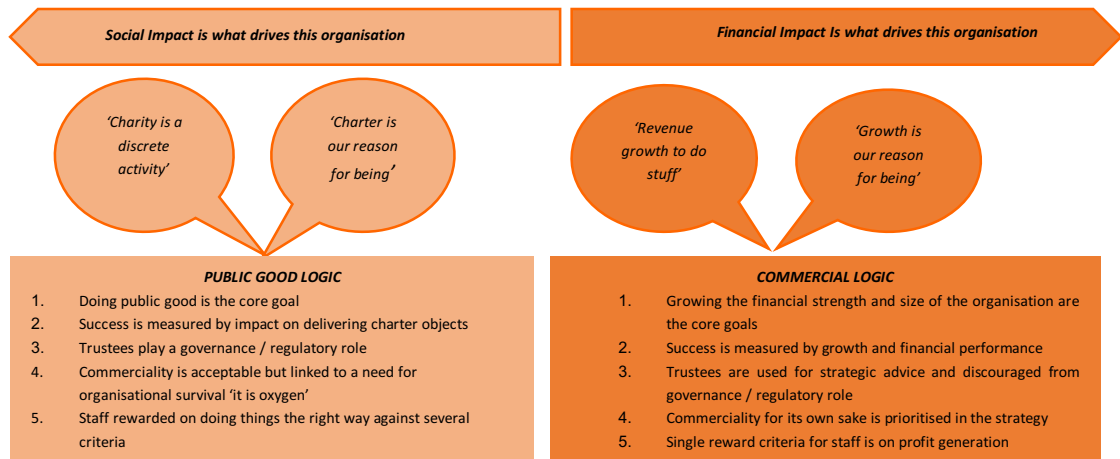 Social Impact is what drives this organisation
Financial Impact Is what drives this organisation
‘Charity is a
discrete
activity’
‘Charter is
our reason
for being’
‘Revenue
growth to do
stuff’
‘Growth is
our reason
for being’
PUBLIC GOOD LOGIC
1. Doing public good is the core goal
2. Success is measured by impact on delivering charter objects
3. Trustees play a governance / regulatory role
4. Commerciality is acceptable but linked to a need for
organisational survival ‘it is oxygen’
5. Staff rewarded on doing things the right way against several
criteria
COMMERCIAL LOGIC
1. Growing the financial strength and size of the organisation are
the core goals
2. Success is measured by growth and financial performance
3. Trustees are used for strategic advice and discouraged from
governance / regulatory role
4. Commerciality for its own sake is prioritised in the strategy
5. Single reward criteria for staff is on profit generation